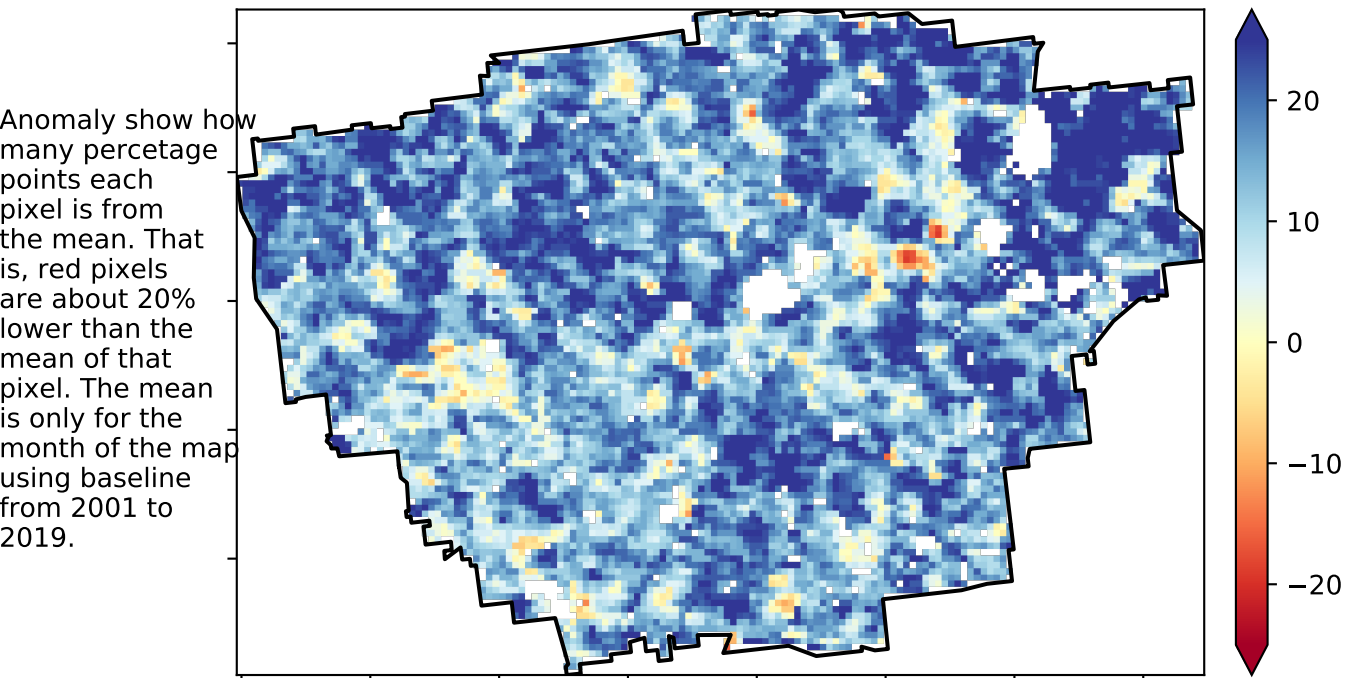 Anomaly show how
many percetage
points each
pixel is from
the mean. That
is, red pixels
are about 20%
lower than the
mean of that
pixel. The mean
is only for the
month of the map
using baseline
from 2001 to
2019.
20
10
0
−10
−20